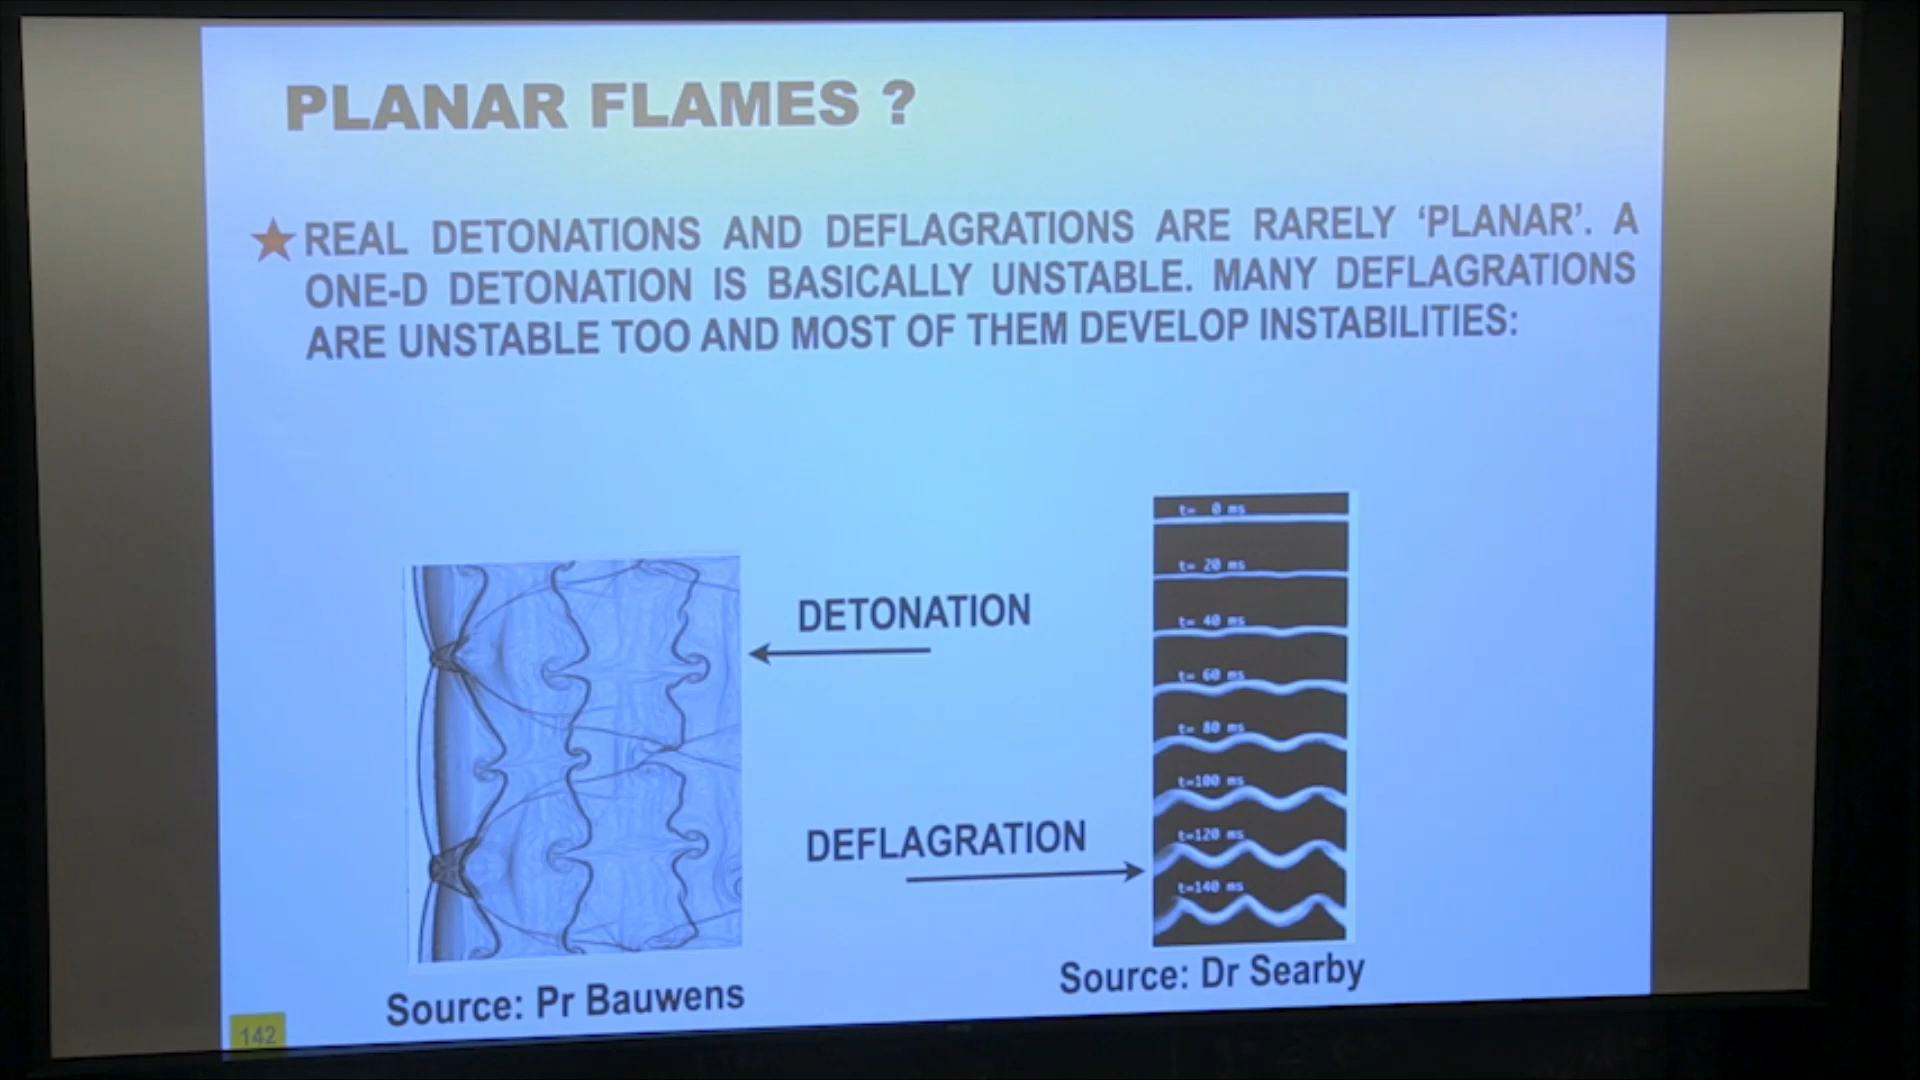 PLANAR FLAMES ?
REAL DETONATIONS AND DEFLAGRATIONS ARE RARELY ‘PLANAR’. A
ONE-D DETONATION IS BASICALLY UNSTABLE. MANY DEFLAGRATIONS
ARE UNSTABLE TOO AND MOST OF THEM DEVELOP INSTABILITIES:
DETONATION
DEFLAGRATION
t= 0 ms
t= 20 ms
t= 40 ms
t= 60 ms
t= 80 ms
t=100 ms
t=120 ms
t=140 ms
Source: Pr Bauwens
Source: Dr Searby
142